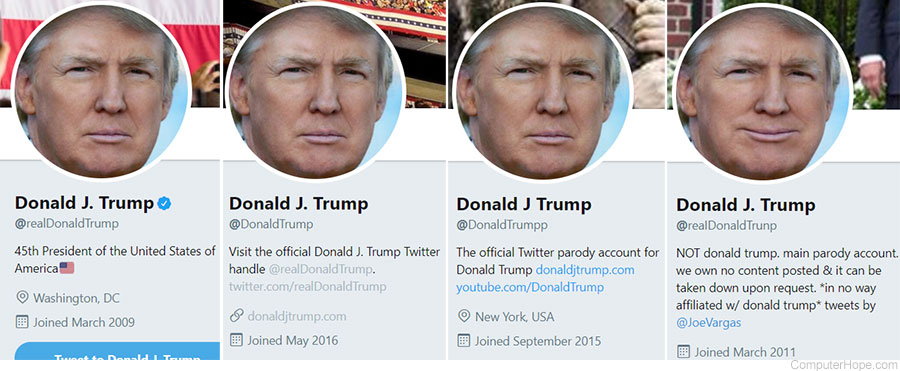 Donald J. Trump
@realDonaldTrump
45th President of the United States of
America
Washington, DC
Joined March 2009
Tweet to Donald J. Trump
Donald J. Trump
@DonaldTrump
Visit the official Donald J. Trump Twitter
handle @realDonaldTrump.
twitter.com/realDonaldTrump
donaldjtrump.com
Joined May 2016
Donald J Trump
@DonaldTrumpp
The official Twitter parody account for
Donald Trump donaldjtrump.com
youtube.com/DonaldTrump
New York, USA
Joined September 2015
Donald J. Trump
@realDonaldTrunp
NOT donald trump. main parody account.
we own no content posted & it can be
taken down upon request. *in no way
affiliated w/ donald trump* tweets by
@JoeVargas
Joined March 2011
ComputerHope.com